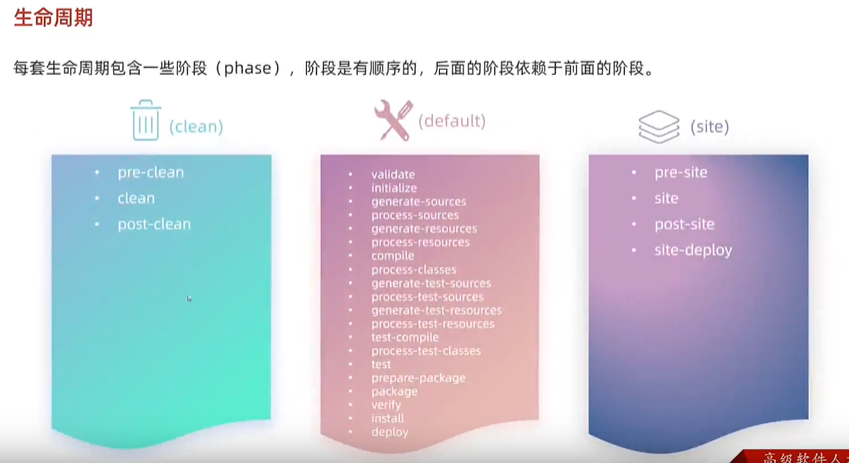 生命周期
每套生命周期包含一些阶段（phase），阶段是有顺序的，后面的阶段依赖于前面的阶段。
(clean)
• pre-clean
• clean
• post-clean
(default)
• validate
• initialize
• generate-sources
• process-sources
• generate-resources
• process-resources
• compile
• process-classes
• generate-test-sources
• process-test-sources
• generate-test-resources
• process-test-resources
• test-compile
• process-test-classes
• test
• prepare-package
• package
• verify
• install
• deploy
(site)
• pre-site
• site
• post-site
• site-deploy
高级软件人